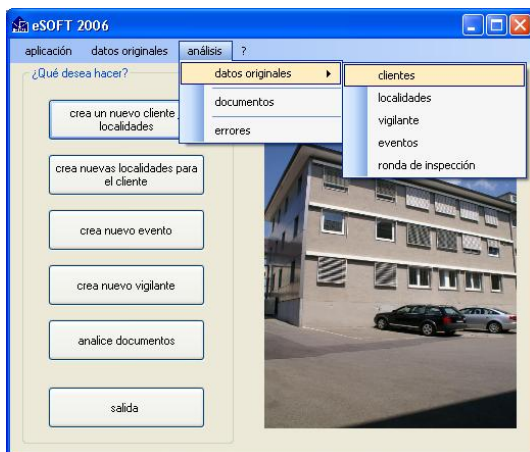 eSOFT 2006
aplicación datos originales análisis ?
¿Qué desea hacer?
datos originales
documentos
errores
clientes
localidades
vigilante
eventos
ronda de inspección
crea un nuevo cliente
localidades
crea nuevas localidades para
el cliente
crea nuevo evento
crea nuevo vigilante
analice documentos
salida